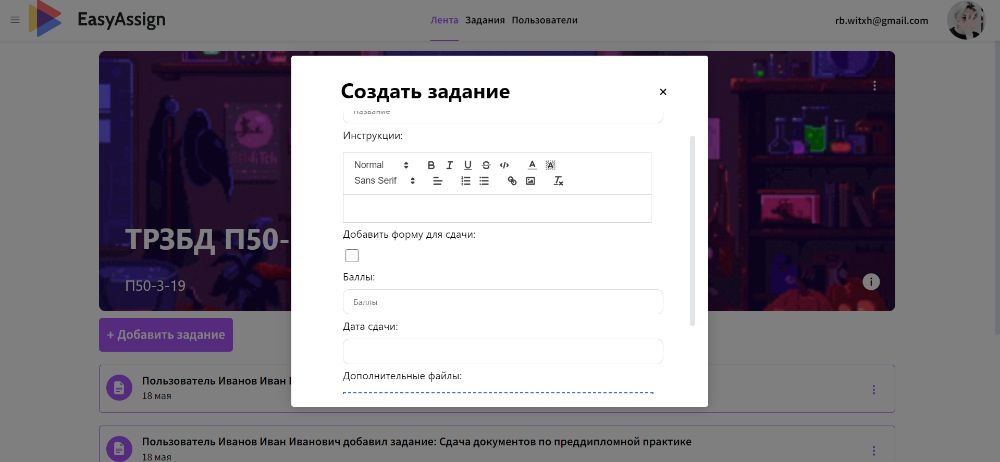 EasyAssign
Лента Задания Пользователи
rb.witxh@gmail.com
Создать задание
×
Название
Инструкции:
Normal
Sans Serif
Добавить форму для сдачи:
Баллы:
Баллы
Дата сдачи:
Дополнительные файлы:
ТРЗБД П50-
П50-3-19
+ Добавить задание
Пользователь Иванов Иван
18 мая
Пользователь Иванов Иван Иванович добавил задание: Сдача документов по преддипломной практике
18 мая